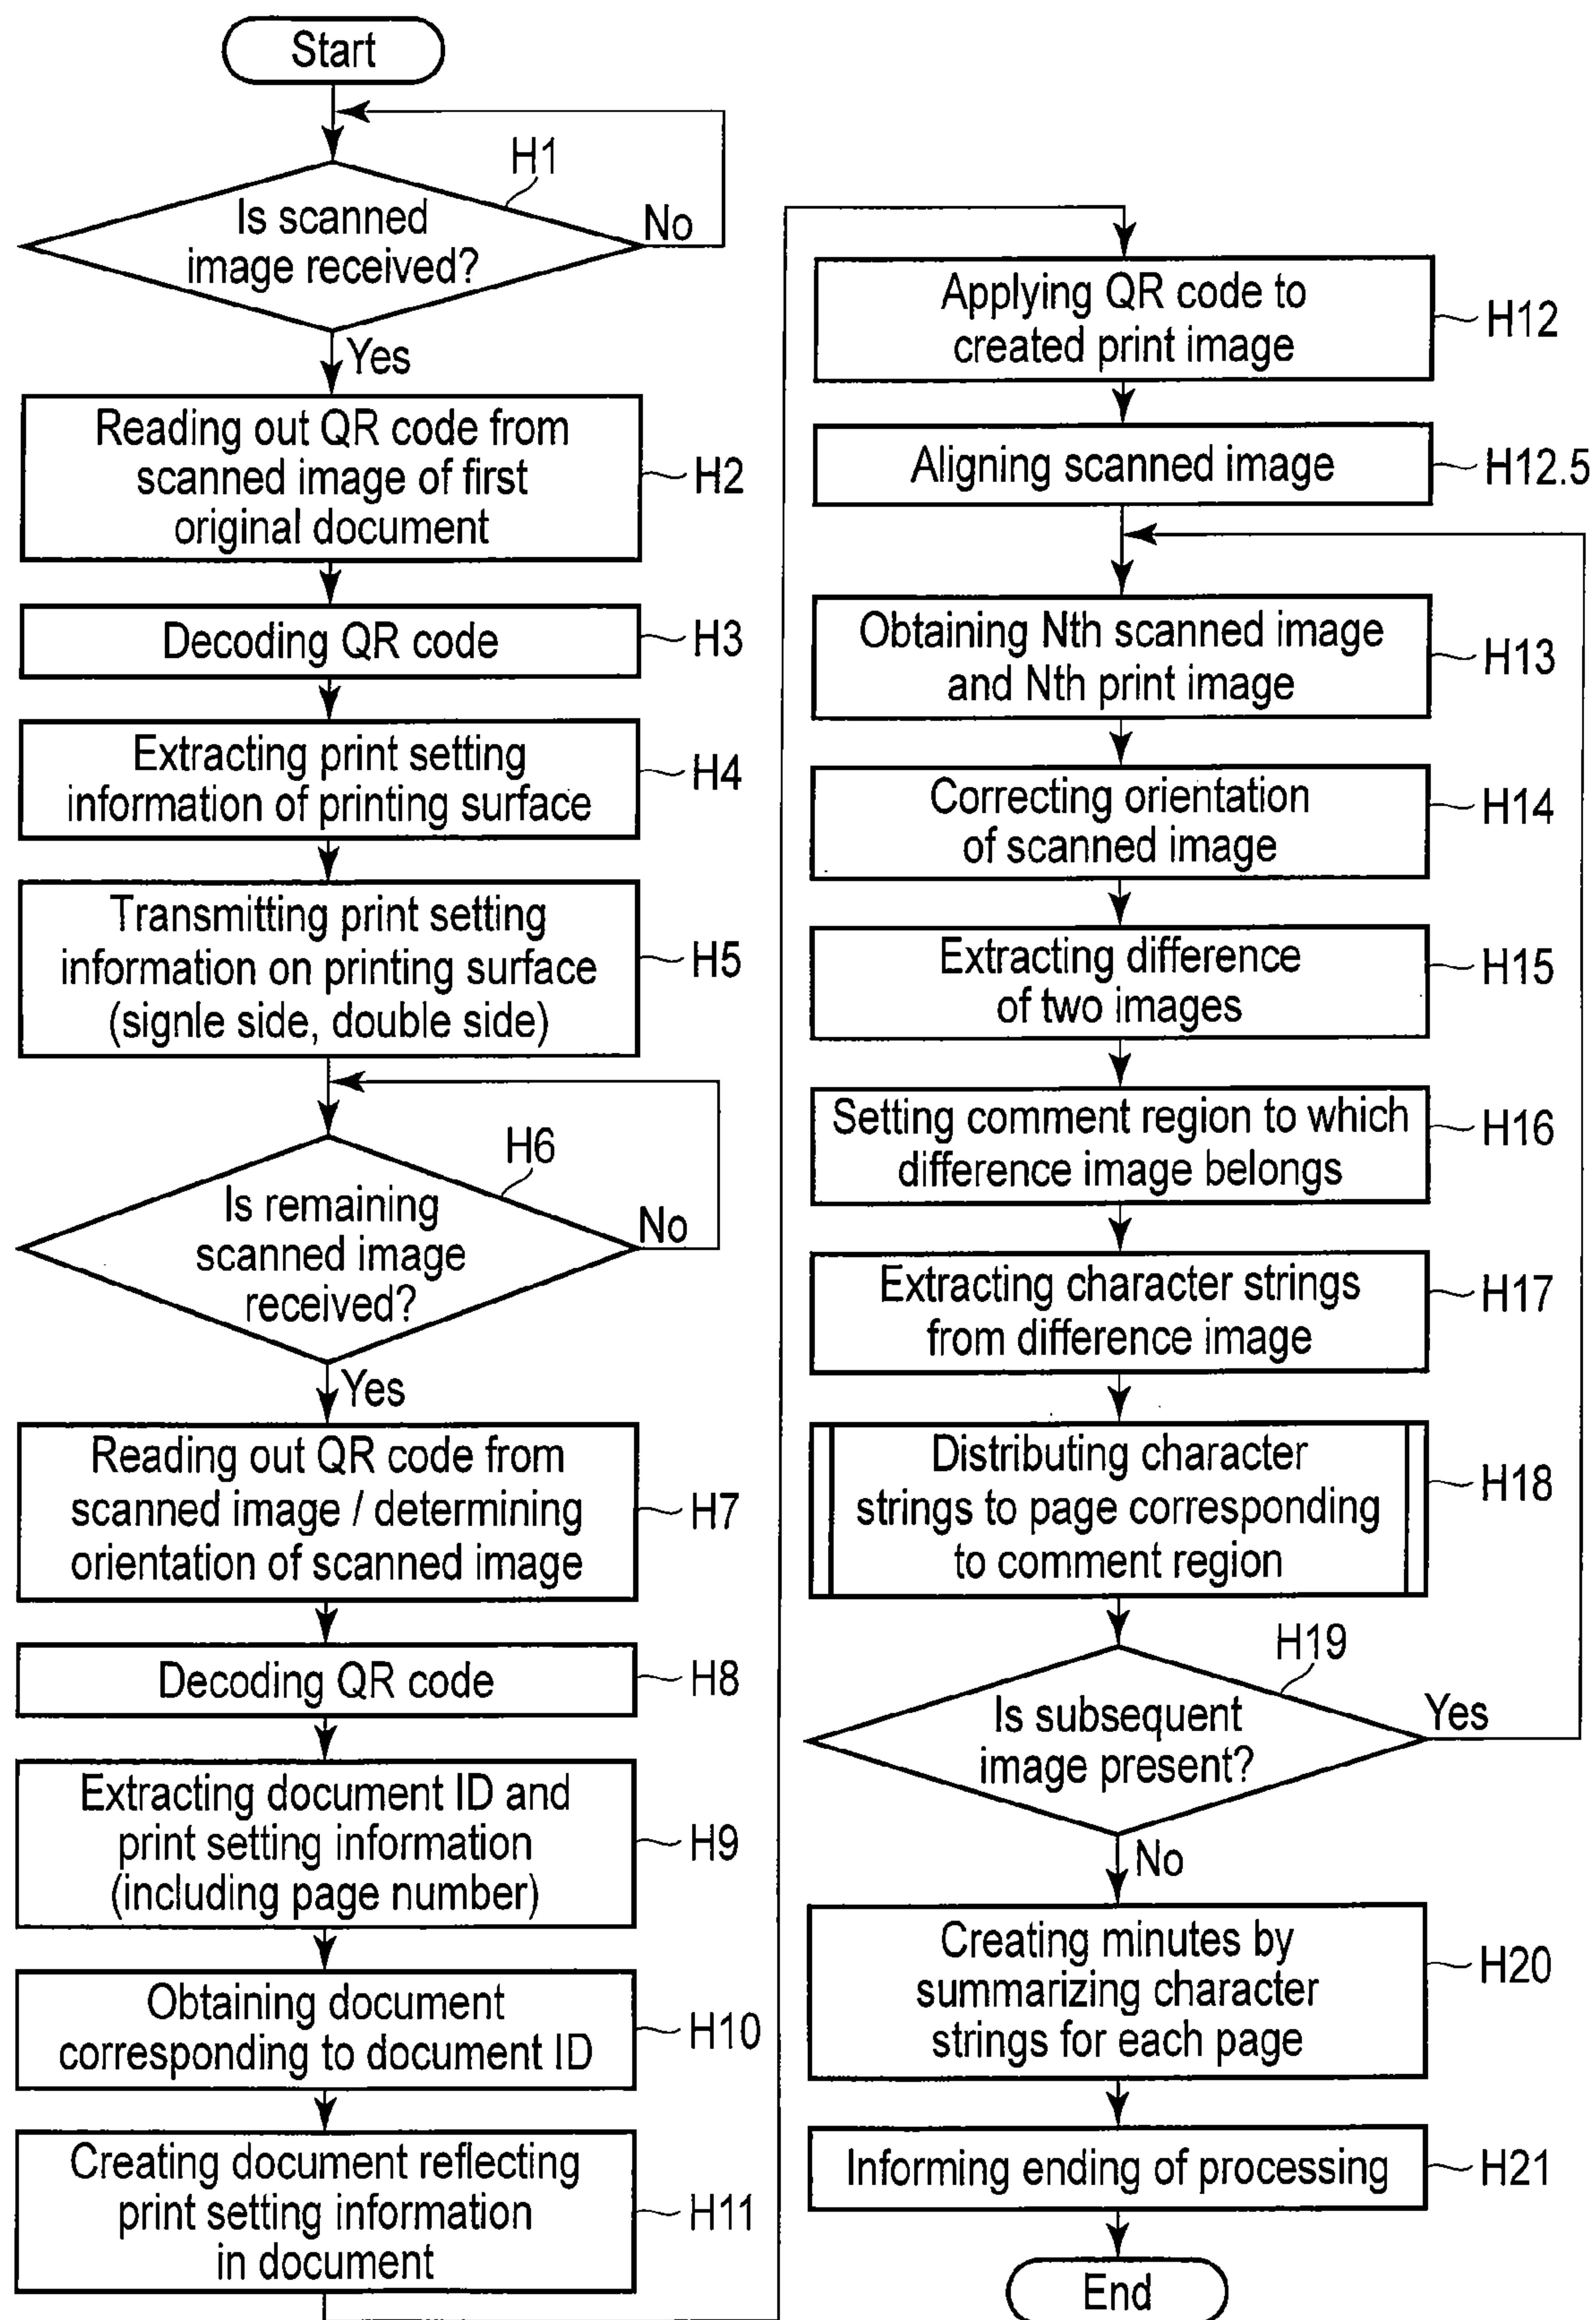 Start
H1
Is scanned
image received?
No
Yes
Reading out QR code from
scanned image of first
original document
H2
Decoding QR code
H3
Extracting print setting
information of printing surface
H4
Transmitting print setting
information on printing surface
(signle side, double side)
H5
H6
Is remaining
scanned image
received?
No
Yes
Reading out QR code from
scanned image / determining
orientation of scanned image
H7
Decoding QR code
H8
Extracting document ID and
print setting information
(including page number)
H9
Obtaining document
corresponding to document ID
H10
Creating document reflecting
print setting information
in document
H11
Applying QR code to
created print image
H12
Aligning scanned image
H12.5
Obtaining Nth scanned image
and Nth print image
H13
Correcting orientation
of scanned image
H14
Extracting difference
of two images
H15
Setting comment region to which
difference image belongs
H16
Extracting character strings
from difference image
H17
Distributing character
strings to page corresponding
to comment region
H18
H19
Is subsequent
image present?
Yes
No
Creating minutes by
summarizing character
strings for each page
H20
Informing ending of processing
H21
End